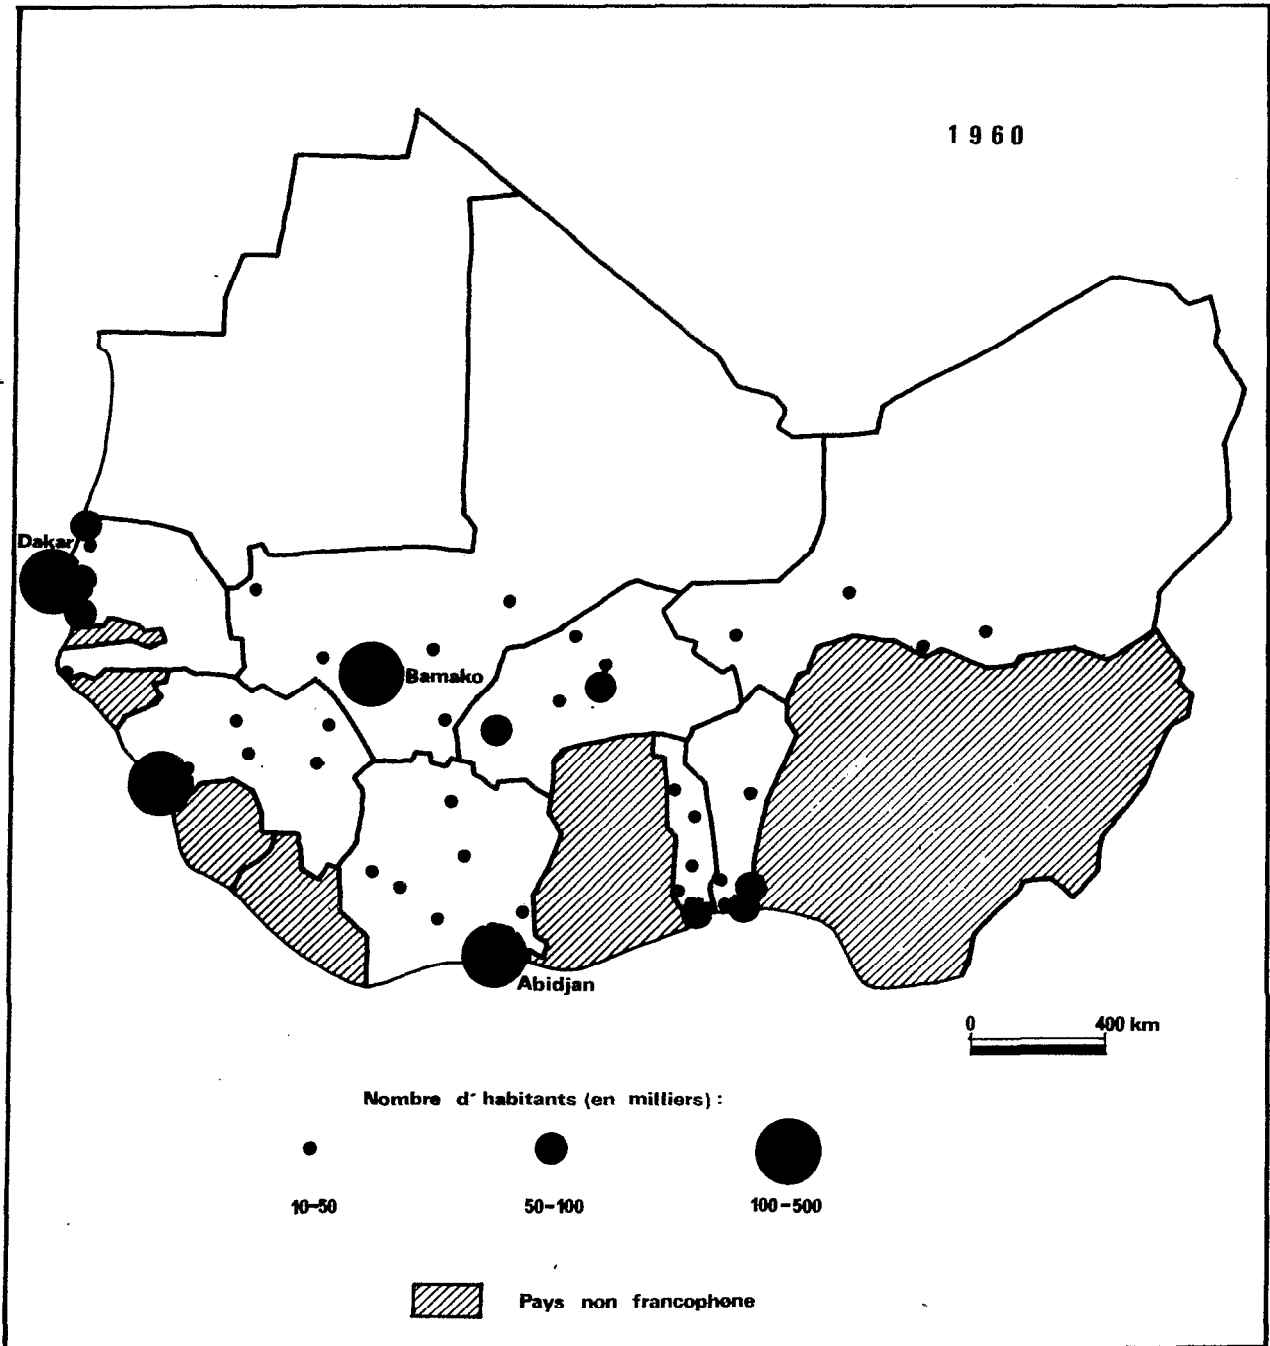 1960
Dakar
Bamako
Abidjan
0 400 km
Nombre d'habitants (en milliers) :
10-50 50-100 100-500
Pays non francophone